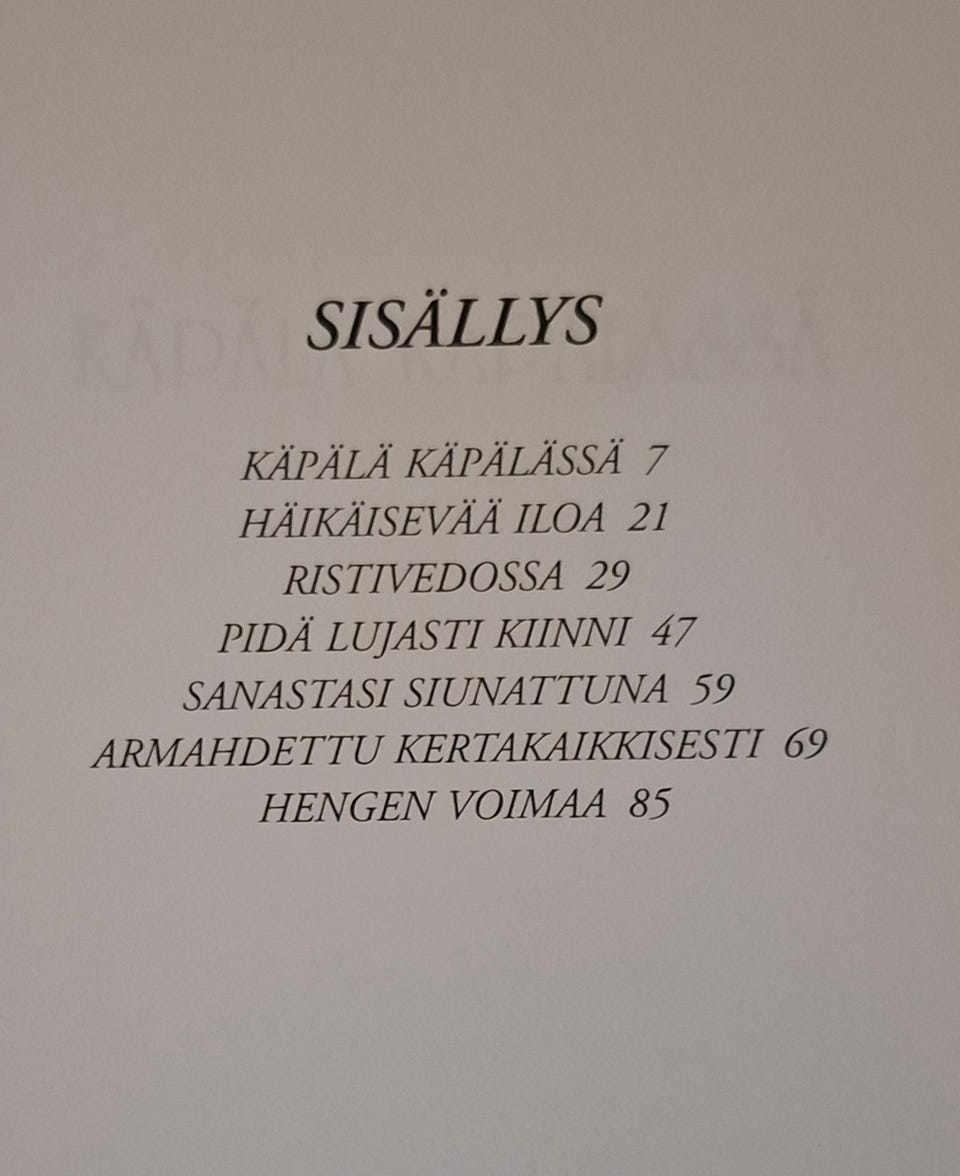 SISÄLLYS
KÄPÄLÄ KÄPÄLÄSSÄ 7
HÄIKÄISEVÄÄ ILOA 21
RISTIVEDOSSA 29
PIDÄ LUJASTI KIINNI 47
SANASTASI SIUNATTUNA 59
ARMAHDETTU KERTAKAIKKISESTI 69
HENGEN VOIMAA 85